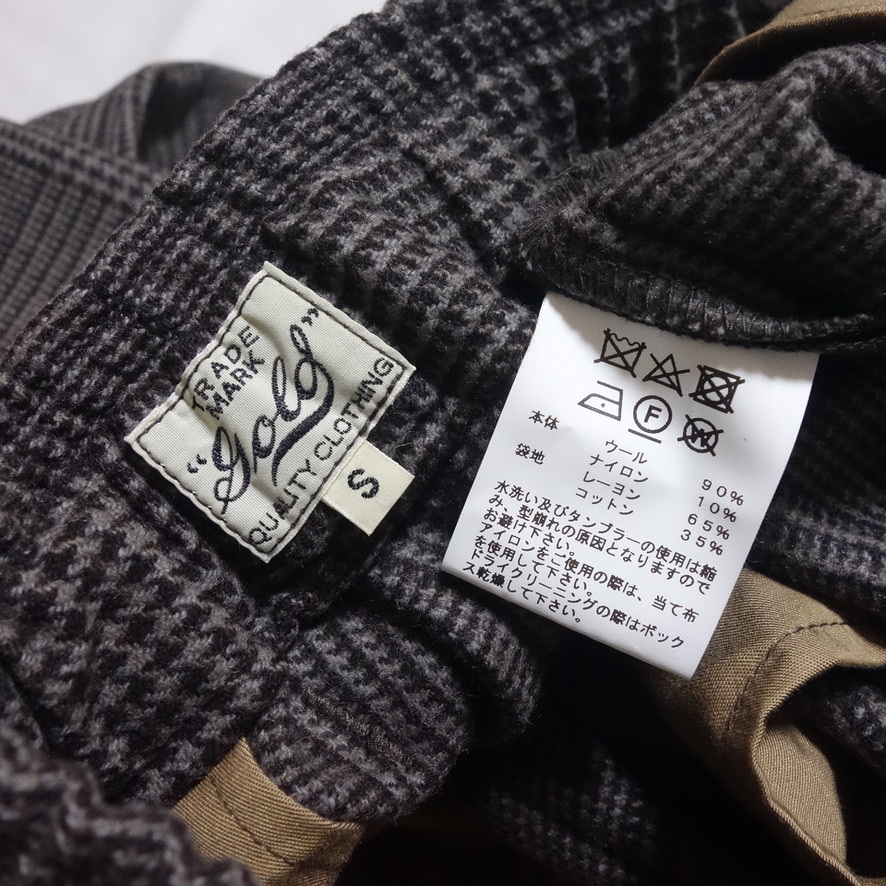 TRADE
MARK
"Gold"
QUALITY CLOTHING
S
F
W
本体 ウール 90%
ナイロン 10%
袋地 レーヨン 65%
コットン 35%
水洗い及びタンブラーの使用は縮
み、型崩れの原因となりますので
お避け下さい。
アイロンをご使用の際は、当て布
を使用して下さい。
ドライクリーニングの際はボック
ス乾燥して下さい。